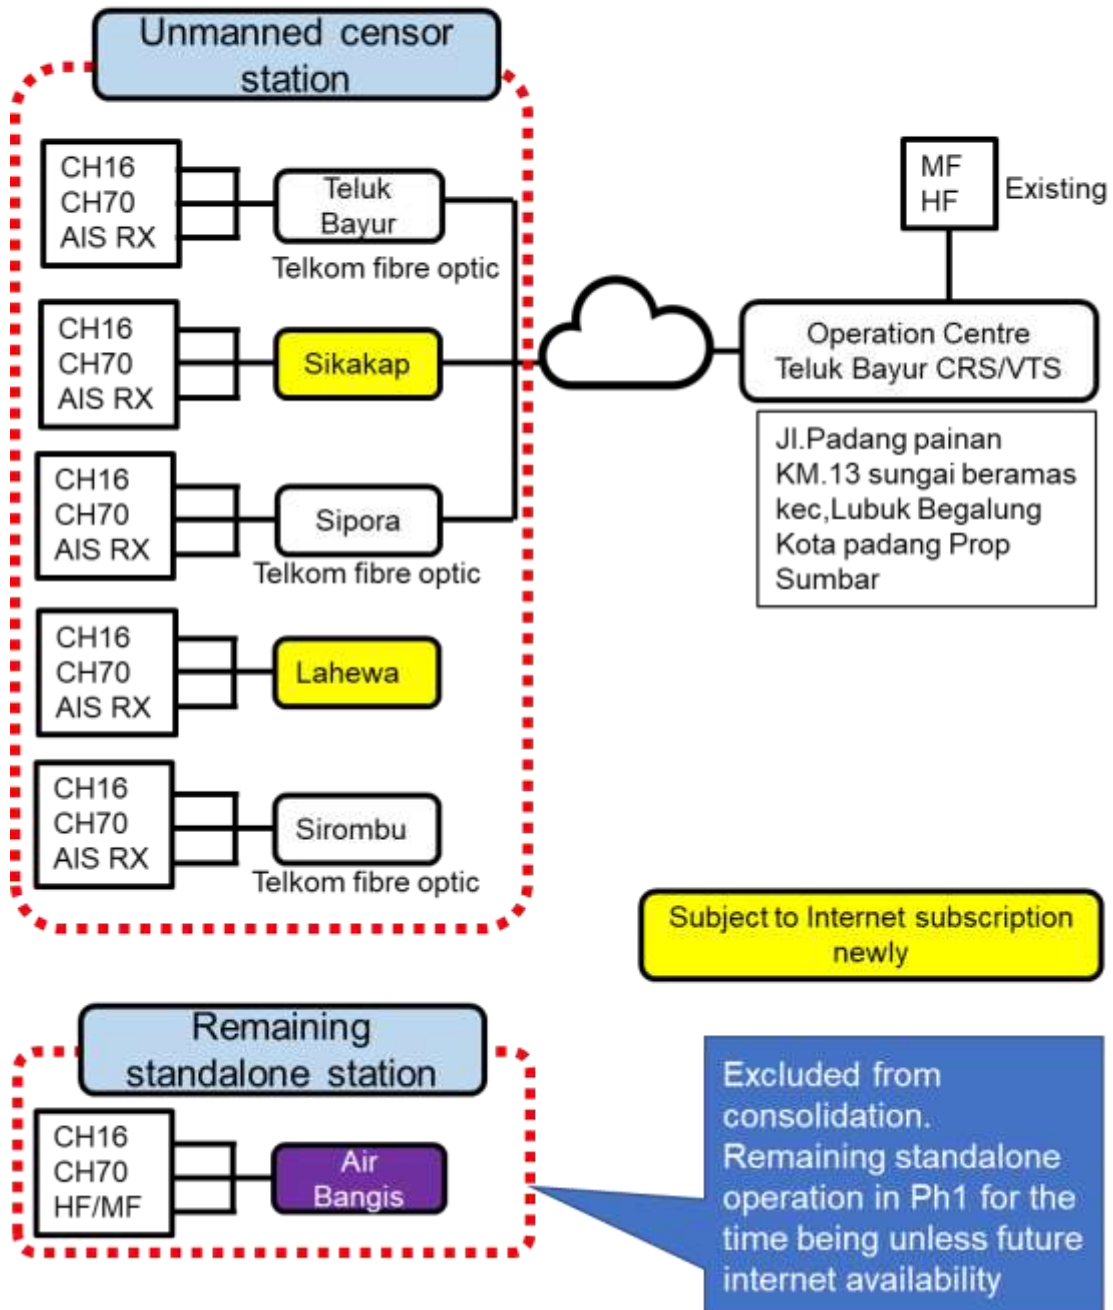 Unmanned censor
station
CH16
CH70
AIS RX
Teluk
Bayur
Telkom fibre optic
CH16
CH70
AIS RX
Sikakap
CH16
CH70
AIS RX
Sipora
Telkom fibre optic
CH16
CH70
AIS RX
Lahewa
CH16
CH70
AIS RX
Sirombu
Telkom fibre optic
MF
HF
Existing
Operation Centre
Teluk Bayur CRS/VTS
Jl.Padang painan
KM.13 sungai beramas
kec,Lubuk Begalung
Kota padang Prop
Sumbar
Subject to Internet subscription
newly
Remaining
standalone station
CH16
CH70
HF/MF
Air
Bangis
Excluded from
consolidation.
Remaining standalone
operation in Ph1 for the
time being unless future
internet availability